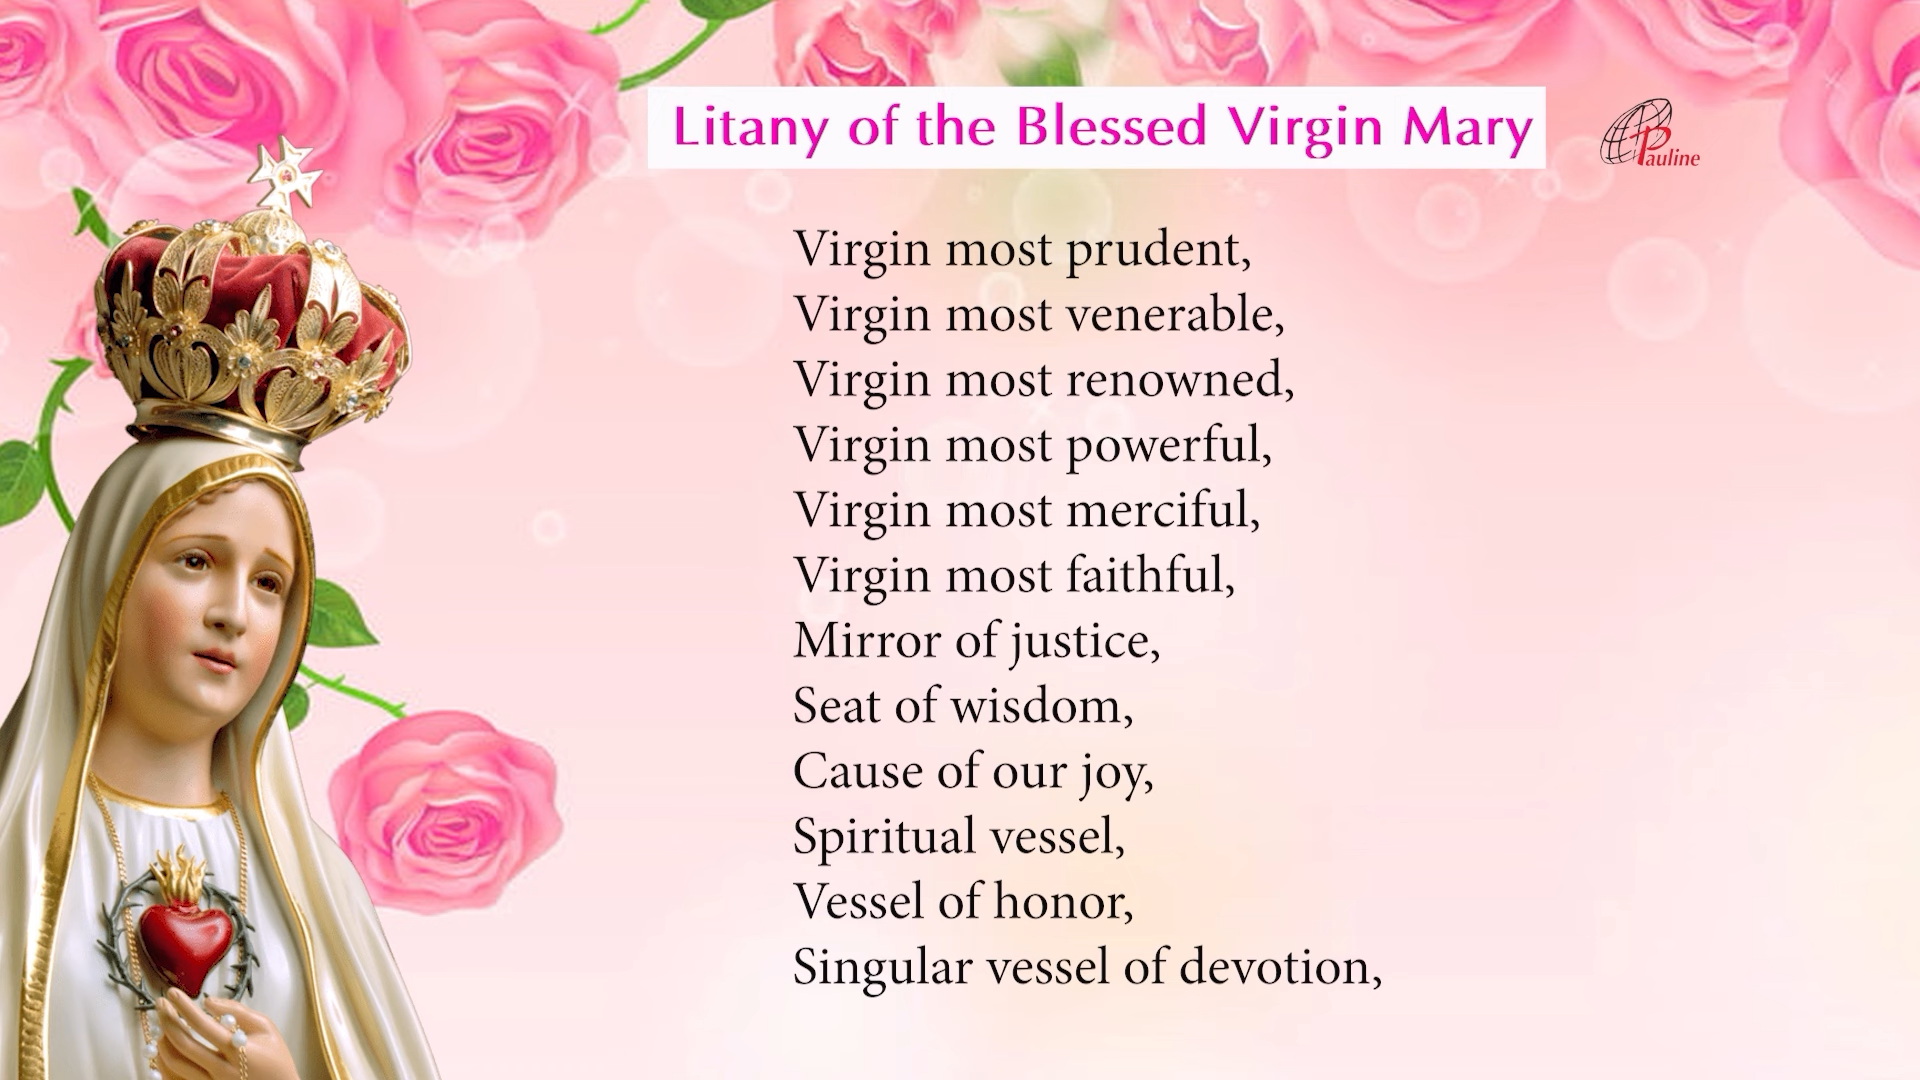 Litany of the Blessed Virgin Mary
Pauline
Virgin most prudent,
Virgin most venerable,
Virgin most renowned,
Virgin most powerful,
Virgin most merciful,
Virgin most faithful,
Mirror of justice,
Seat of wisdom,
Cause of our joy,
Spiritual vessel,
Vessel of honor,
Singular vessel of devotion,